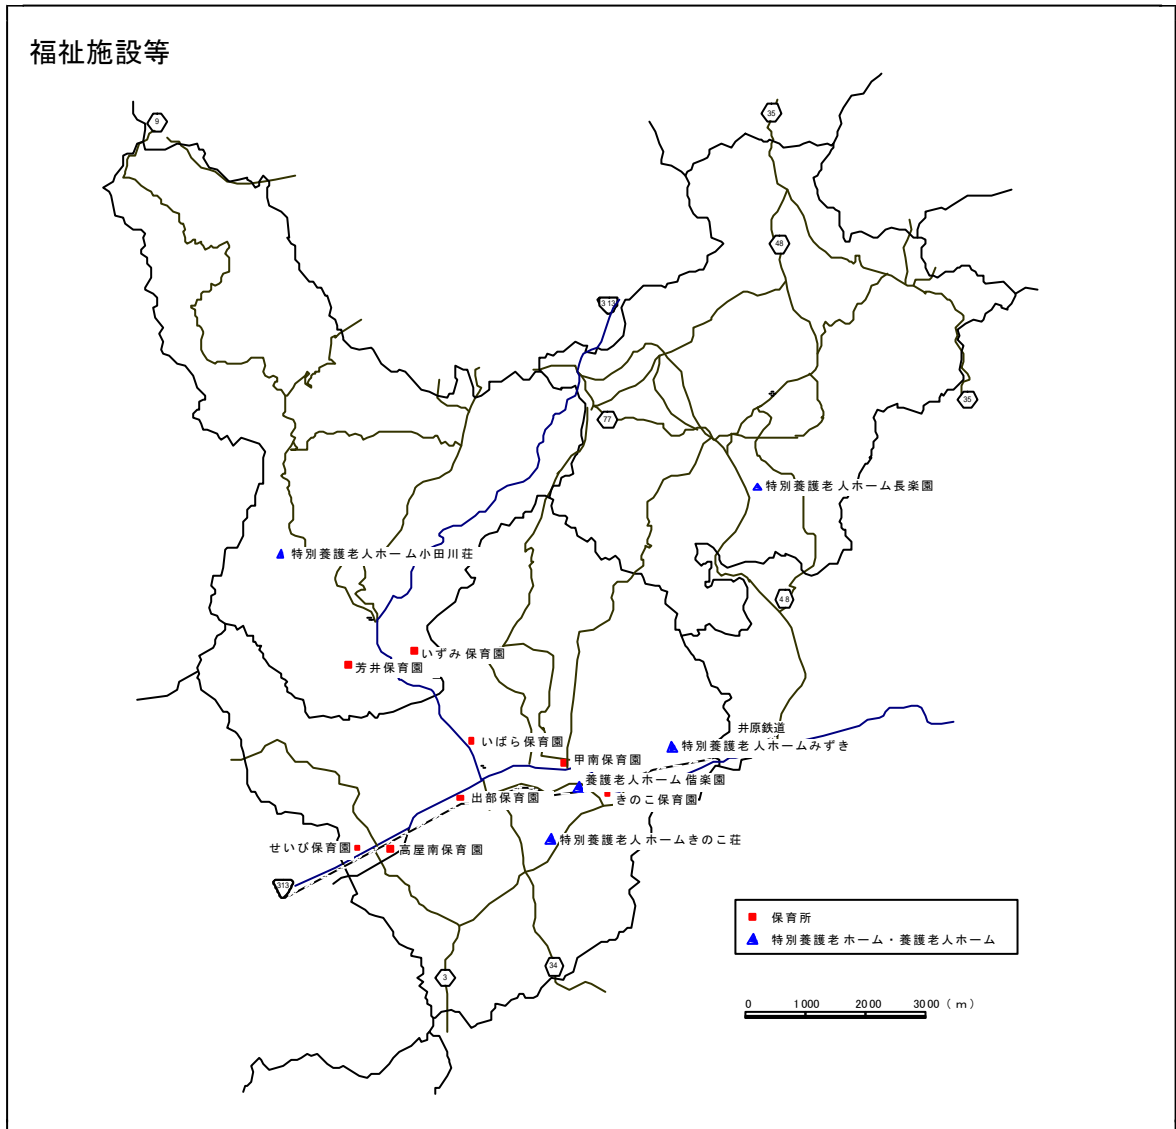 福祉施設等
9
35
48
313
77
35
特別養護老人ホーム長楽園
特別養護老人ホーム小田川荘
48
いずみ保育園
芳井保育園
井原鉄道
いばら保育園
特別養護老人ホームみずき
甲南保育園
養護老人ホーム偕楽園
出部保育園
きのこ保育園
特別養護老人ホームきのこ荘
せいび保育園
高屋南保育園
313
保育所
特別養護老ホーム・養護老人ホーム
34
3
0 1000 2000 3000(m)